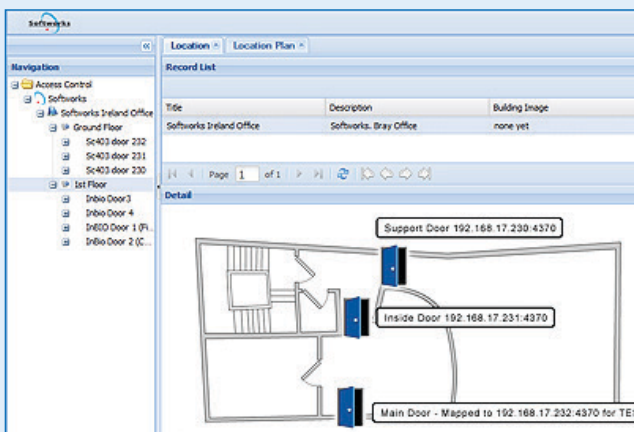 Softworks
Location
Location Plan
Navigation
Record List
Access Control
Softworks
Softworks Ireland Office
Ground Floor
Sc403 door 232
Sc403 door 231
Sc403 door 230
1st Floor
Inbio Door3
Inbio Door 4
InBIO Door 1 (Fi...
InBio Door 2 (C...
Title Description Building Image
Softworks Ireland Office Softworks. Bray Office none yet
Page 1 of 1
Detail
Support Door 192.168.17.230:4370
Inside Door 192.168.17.231:4370
Main Door - Mapped to 192.168.17.232:4370 for TES